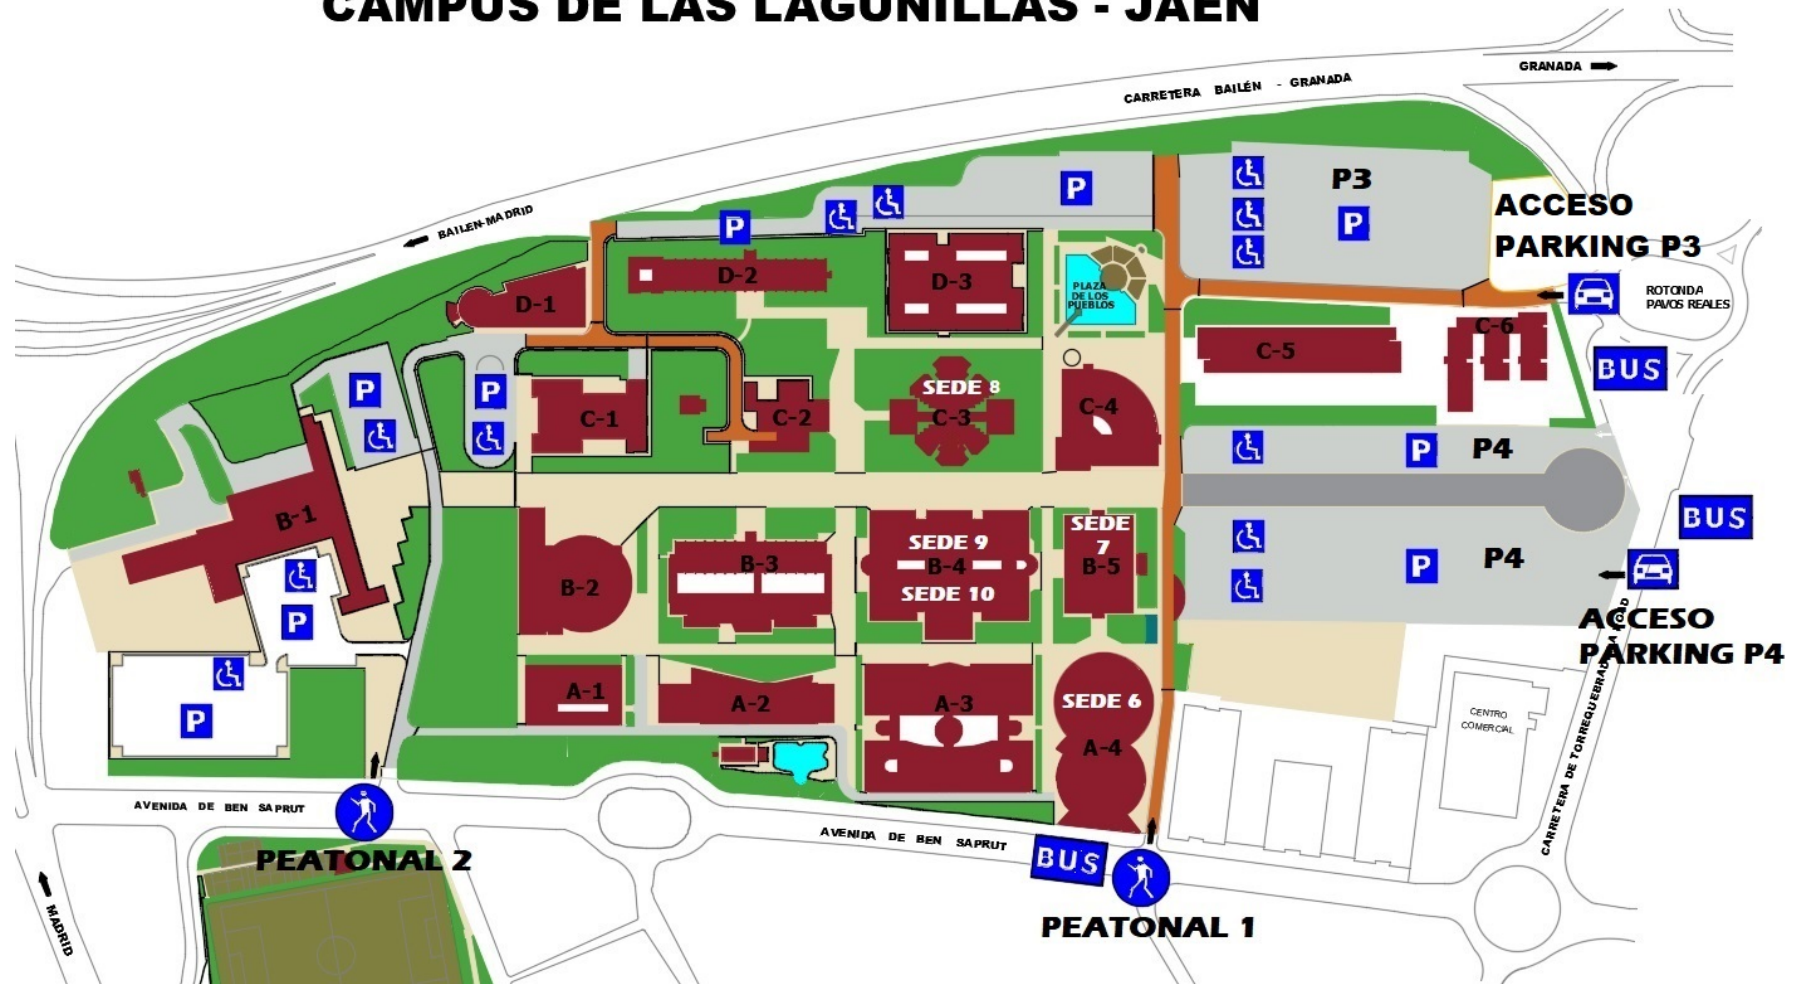 CAMPUS DE LAS LAGUNILLAS - JAÉN
GRANADA
CARRETERA BAILÉN - GRANADA
BAILEN-MADRID
P3
P
P
P
ACCESO
PARKING P3
ROTONDA
PAVOS REALES
BUS
D-1
D-2
D-3
PLAZA
DE LOS
PUEBLOS
C-6
C-5
P
P
SEDE 8
C-1
C-2
C-3
C-4
P
P4
BUS
B-1
SEDE 9
B-4
SEDE 10
SEDE
7
B-5
B-3
B-2
P
P4
P
ACCESO
PARKING P4
P
A-1
A-2
A-3
SEDE 6
A-4
CENTRO
COMERCIAL
CARRETERA DE TORREQUEBRADA
AVENIDA DE BEN SAPRUT
AVENIDA DE BEN SAPRUT
BUS
PEATONAL 2
PEATONAL 1
MADRID